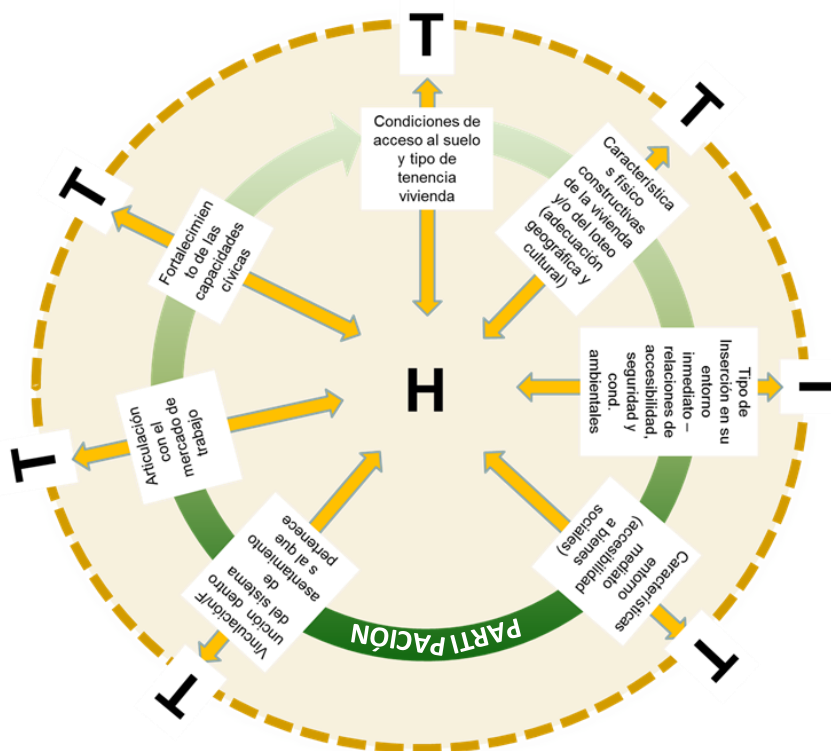 T
Condiciones de
acceso al suelo
y tipo de
tenencia
vivienda
T
Característica
s físico
constructivas
de la vivienda
y/o del loteo
(adecuación
geográfica y
cultural)
I
Tipo de
Inserción en su
entorno
inmediato –
relaciones de
accesibilidad,
seguridad y
cond.
ambientales
T
Características
entorno
mediato
(accesibilidad
a bienes
sociales)
T
Vinculación/F
unción dentro
del sistema
de
asentamiento
s al que
pertenece
T
Articulación
con el
mercado de
trabajo
T
Fortalecimien
to de las
capacidades
cívicas
H
PARTIPACIÓN